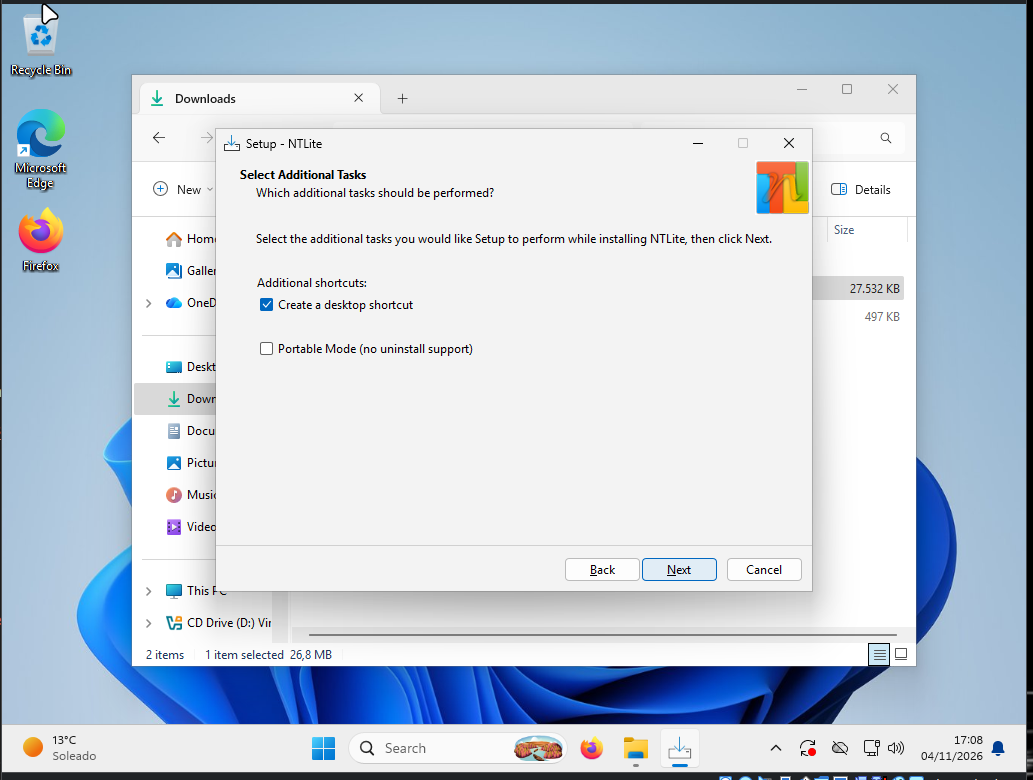 Recycle Bin
Microsoft
Edge
Firefox
Downloads
Setup - NTLite
Select Additional Tasks
Which additional tasks should be performed?
Select the additional tasks you would like Setup to perform while installing NTLite, then click Next.
Additional shortcuts:
Create a desktop shortcut
Portable Mode (no uninstall support)
Back
Next
Cancel
New
Details
Size
27.532 KB
497 KB
Hom
Galler
OneD
Deskt
Down
Docu
Pictu
Music
Video
This PC
CD Drive (D:) Vir
2 items
1 item selected 26,8 MB
13°C
Soleado
Search
17:08
04/11/2026